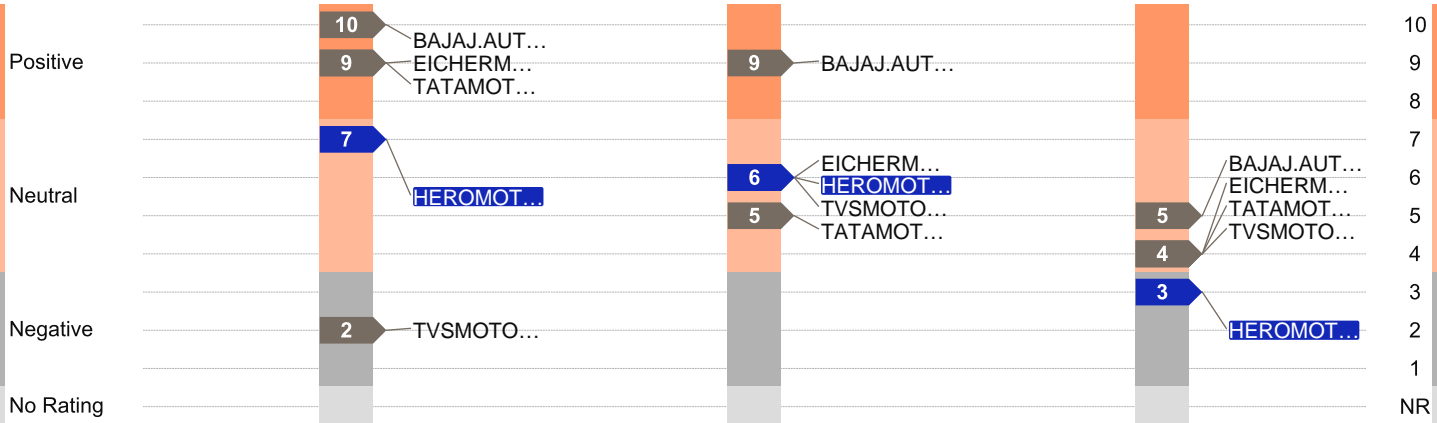 Positive
Neutral
Negative
No Rating
10
BAJAJ.AUT…
9
EICHERM…
TATAMOT…
7
HEROMOT…
2
TVSMOTO…
9
BAJAJ.AUT…
6
EICHERM…
HEROMOT…
TVSMOTO…
5
TATAMOT…
5
BAJAJ.AUT…
4
EICHERM…
TATAMOT…
TVSMOTO…
3
HEROMOT…
10
9
8
7
6
5
4
3
2
1
NR